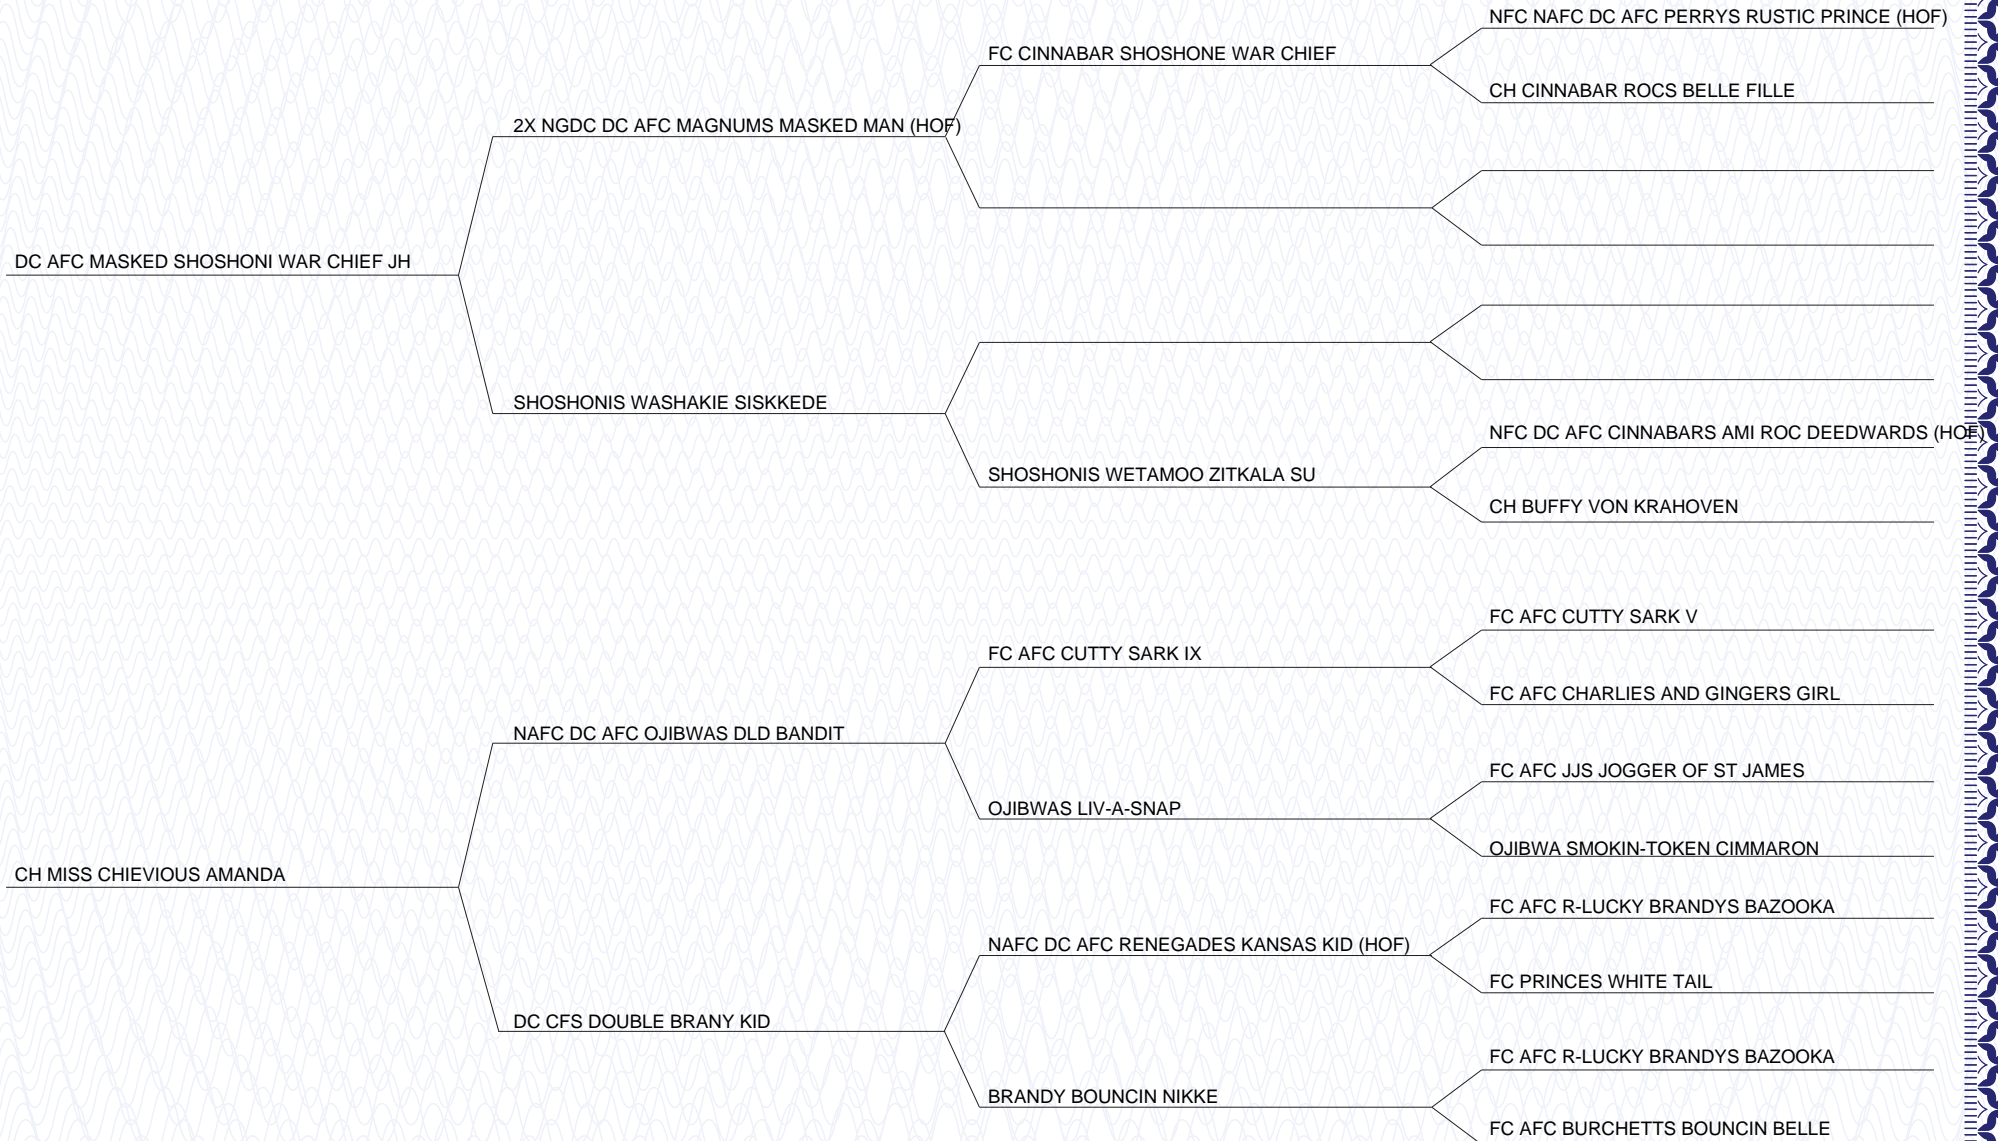 NFC NAFC DC AFC PERRYS RUSTIC PRINCE (HOF)
FC CINNABAR SHOSHONE WAR CHIEF
CH CINNABAR ROCS BELLE FILLE
2X NGDC DC AFC MAGNUMS MASKED MAN (HOF)
DC AFC MASKED SHOSHONI WAR CHIEF JH
SHOSHONIS WASHAKIE SISKKEDE
NFC DC AFC CINNABARS AMI ROC DEEDWARDS (HOF)
SHOSHONIS WETAMOO ZITKALA SU
CH BUFFY VON KRAHOVEN
FC AFC CUTTY SARK V
FC AFC CUTTY SARK IX
FC AFC CHARLIES AND GINGERS GIRL
NAFC DC AFC OJIBWAS DLD BANDIT
FC AFC JJS JOGGER OF ST JAMES
OJIBWAS LIV-A-SNAP
OJIBWA SMOKIN-TOKEN CIMMARON
CH MISS CHIEVIOUS AMANDA
FC AFC R-LUCKY BRANDYS BAZOOKA
NAFC DC AFC RENEGADES KANSAS KID (HOF)
FC PRINCES WHITE TAIL
DC CFS DOUBLE BRANY KID
FC AFC R-LUCKY BRANDYS BAZOOKA
BRANDY BOUNCIN NIKKE
FC AFC BURCHETTS BOUNCIN BELLE